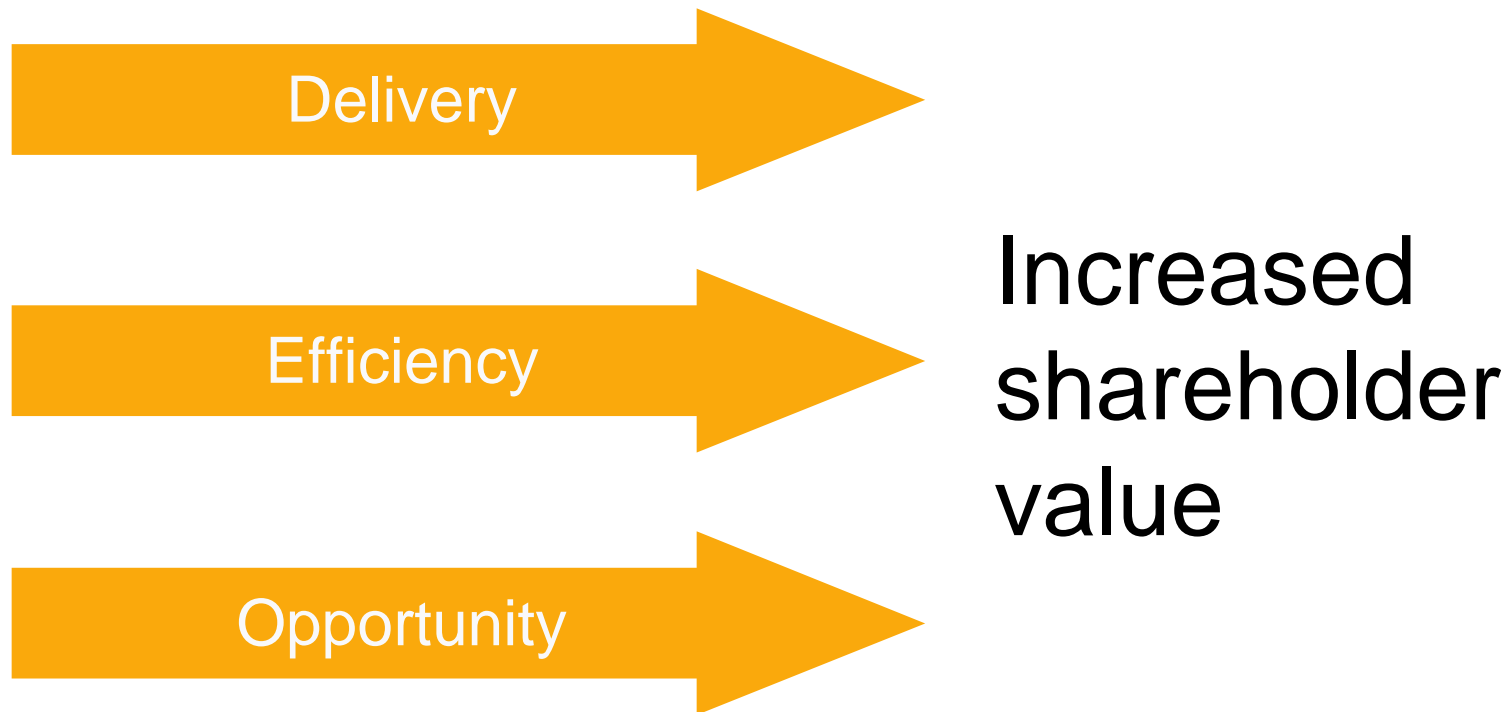 Delivery
Efficiency
Opportunity
Increased
shareholder
value